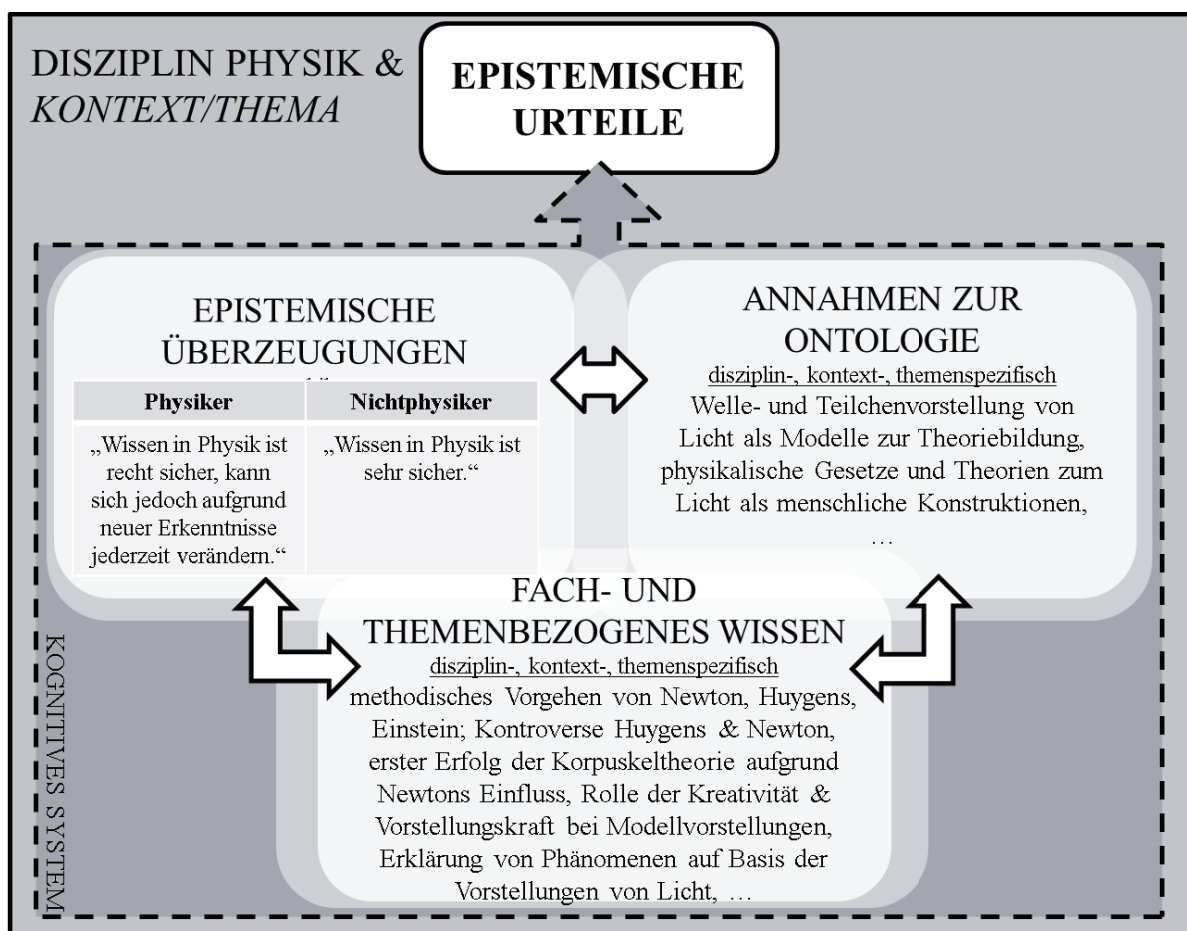 DISZIPLIN PHYSIK &
KONTEXT/THEMA
EPISTEMISCHE
URTEILE
EPISTEMISCHE
ÜBERZEUGUNGEN
Physiker
Nichtphysiker
„Wissen in Physik ist
recht sicher, kann
sich jedoch aufgrund
neuer Erkenntnisse
jederzeit verändern.“
„Wissen in Physik ist
sehr sicher.“
ANNAHMEN ZUR
ONTOLOGIE
disziplin-, kontext-, themenspezifisch
Welle- und Teilchenvorstellung von
Licht als Modelle zur Theoriebildung,
physikalische Gesetze und Theorien zum
Licht als menschliche Konstruktionen,
…
FACH- UND
THEMENBEZOGENES WISSEN
disziplin-, kontext-, themenspezifisch
methodisches Vorgehen von Newton, Huygens,
Einstein; Kontroverse Huygens & Newton,
erster Erfolg der Korpuskeltheorie aufgrund
Newtons Einfluss, Rolle der Kreativität &
Vorstellungskraft bei Modellvorstellungen,
Erklärung von Phänomenen auf Basis der
Vorstellungen von Licht, …
KOGNITIVES SYSTEM